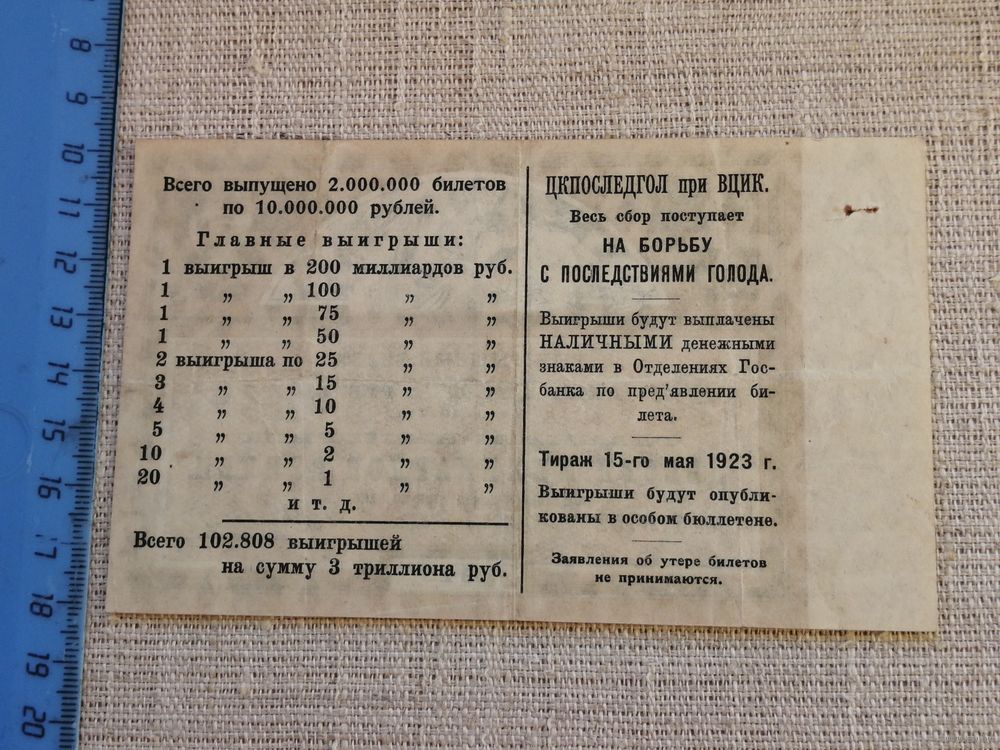 8
9
10
11
12
13
14
15
16
17
18
19
20
Всего выпущено 2.000.000 билетов
по 10.000.000 рублей.
Главные выигрыши:
1 выигрыш в 200 миллиардов руб.
1 „ „ 100 „ „
1 „ „ 75 „ „
1 „ „ 50 „ „
2 выигрыша по 25 „ „
3 „ „ 15 „ „
4 „ „ 10 „ „
5 „ „ 5 „ „
10 „ „ 2 „ „
20 „ „ 1 „ „
и т. д.
Всего 102.808 выигрышей
на сумму 3 триллиона руб.
ЦКПОСЛЕДГОЛ при ВЦИК.
Весь сбор поступает
НА БОРЬБУ
С ПОСЛЕДСТВИЯМИ ГОЛОДА.
Выигрыши будут выплачены
НАЛИЧНЫМИ денежными
знаками в Отделениях Гос-
банка по пред'явлении би-
лета.
Тираж 15-го мая 1923 г.
Выигрыши будут опубли-
кованы в особом бюллетене.
Заявления об утере билетов
не принимаются.